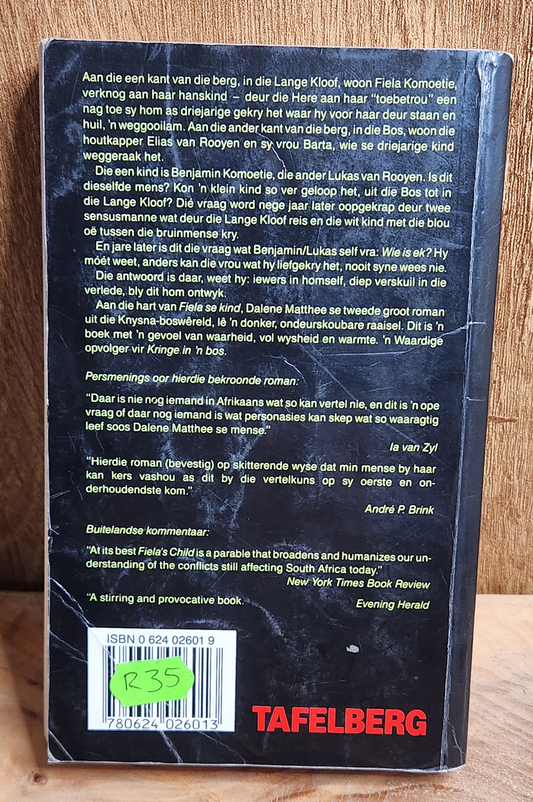 Aan die een kant van die berg, in die Lange Kloof, woon Fiela Komoetie,
verknog aan haar hanskind – deur die Here aan haar "toebetrou" een
nag toe sy hom as driejarige gekry het waar hy voor haar deur staan en
huil, 'n weggooilam. Aan die ander kant van die berg, in die Bos, woon die
houtkapper Elias van Rooyen en sy vrou Barta, wie se driejarige kind
weggeraak het.
Die een kind is Benjamin Komoetie, die ander Lukas van Rooyen. Is dit
dieselfde mens? Kon 'n klein kind so ver geloop het, uit die Bos tot in
die Lange Kloof? Dié vraag word nege jaar later oopgekrap deur twee
sensusmanne wat deur die Lange Kloof reis en die wit kind met die blou
oë tussen die bruinmense kry.
En jare later is dit die vraag wat Benjamin/Lukas self vra: Wie is ek? Hy
móét weet, anders kan die vrou wat hy liefgekry het, nooit syne wees nie.
Die antwoord is daar, weet hy: iewers in homself, diep verskuil in die
verlede, bly dit hom ontwyk.
Aan die hart van Fiela se kind, Dalene Matthee se tweede groot roman
uit die Knysna-boswêreld, lê 'n donker, ondeurskoubare raaisel. Dit is 'n
boek met 'n gevoel van waarheid, vol wysheid en warmte. 'n Waardige
opvolger vir Kringe in 'n bos.
Persmenings oor hierdie bekroonde roman:
"Daar is nie nog iemand in Afrikaans wat so kan vertel nie, en dit is 'n ope
vraag of daar nog iemand is wat personasies kan skep wat so waaragtig
leef soos Dalene Matthee se mense."
Ia van Zyl
"Hierdie roman (bevestig) op skitterende wyse dat min mense by haar
kan kers vashou as dit by die vertelkuns op sy oerste en on-
derhoudendste kom."
André P. Brink
Buitelandse kommentaar:
"At its best Fiela's Child is a parable that broadens and humanizes our un-
derstanding of the conflicts still affecting South Africa today."
New York Times Book Review
"A stirring and provocative book. Evening Herald
ISBN 0 624 02601 9
R35
780624 026013
TAFELBERG